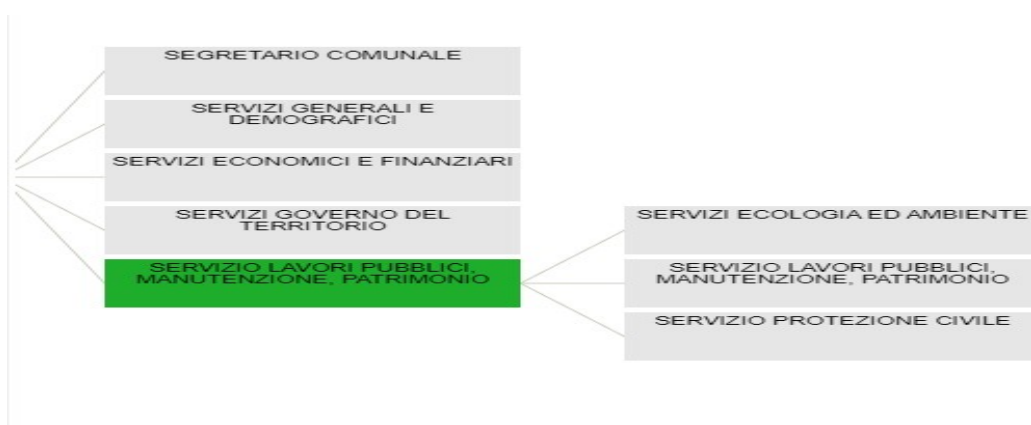 SEGRETARIO COMUNALE
SERVIZI GENERALI E
DEMOGRAFICI
SERVIZI ECONOMICI E FINANZIARI
SERVIZI GOVERNO DEL
TERRITORIO
SERVIZIO LAVORI PUBBLICI,
MANUTENZIONE, PATRIMONIO
SERVIZI ECOLOGIA ED AMBIENTE
SERVIZIO LAVORI PUBBLICI,
MANUTENZIONE, PATRIMONIO
SERVIZIO PROTEZIONE CIVILE